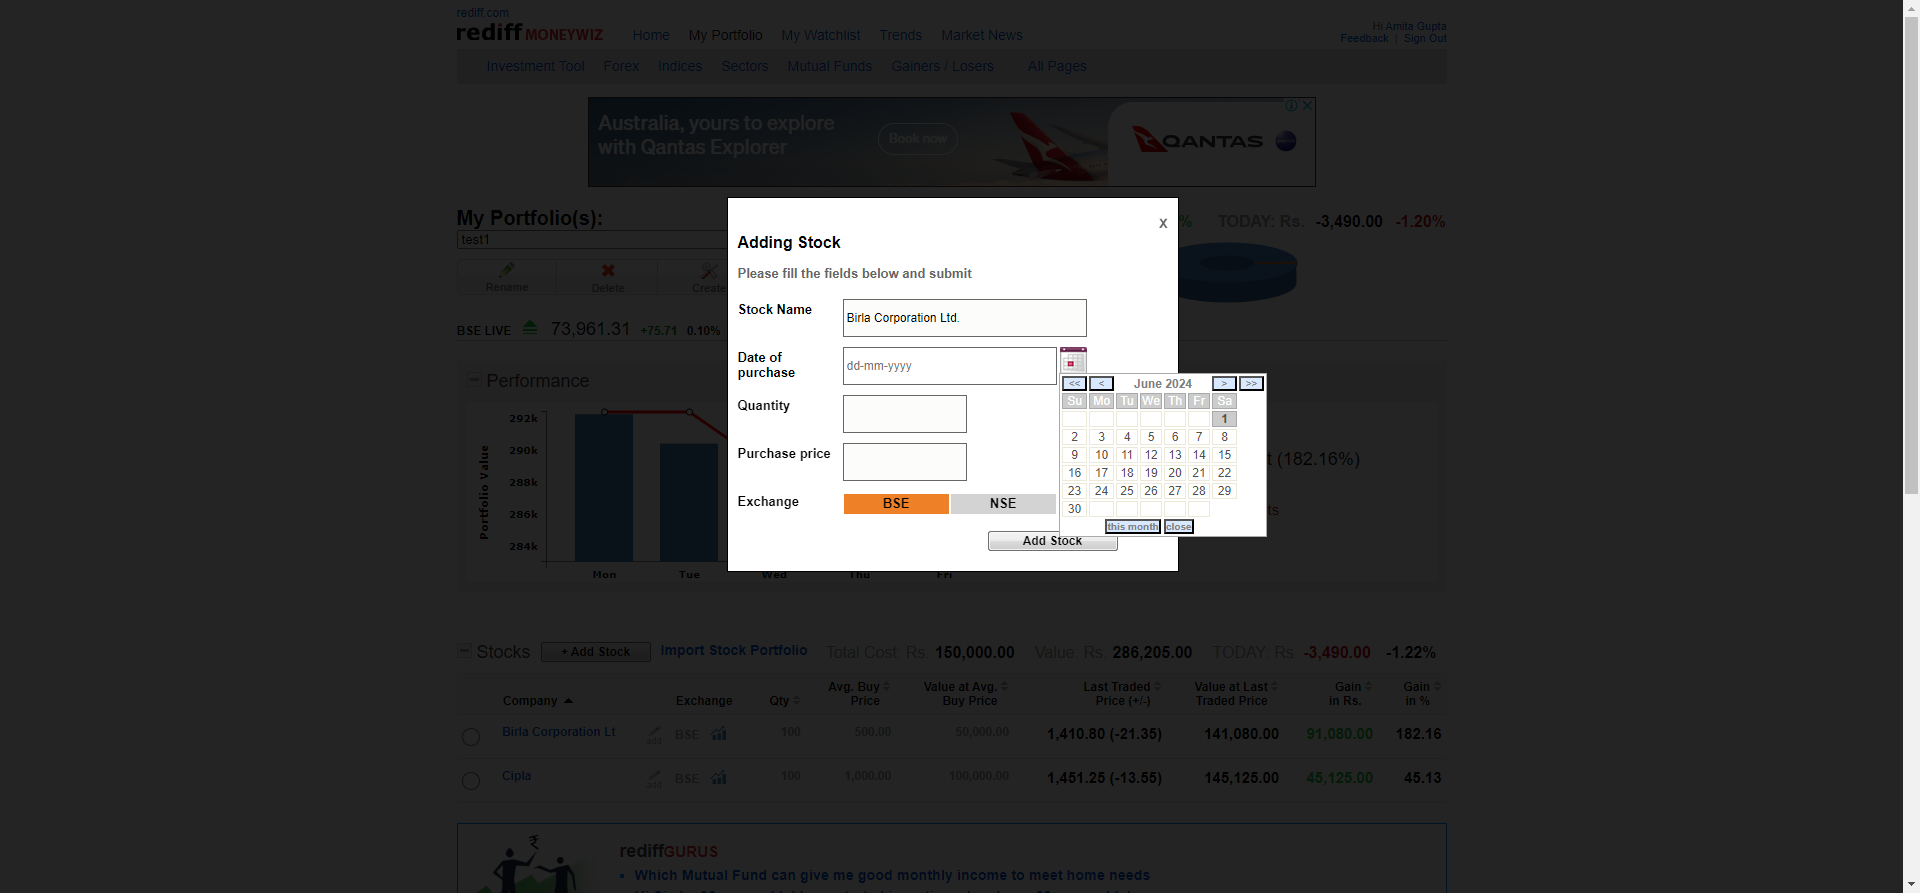 rediff.com
rediff MONEYWIZ
Home My Portfolio My Watchlist Trends Market News
Hi Amita Gupta
Feedback | Sign Out
Investment Tool Forex Indices Sectors Mutual Funds Gainers / Losers All Pages
Australia, yours to explore
with Qantas Explorer
Book now
QANTAS
My Portfolio(s):
% TODAY: Rs. -3,490.00 -1.20%
test1
Rename Delete Create
BSE LIVE 73,961.31 +75.71 0.10%
X
Adding Stock
Please fill the fields below and submit
Stock Name Birla Corporation Ltd.
Date of
purchase
dd-mm-yyyy
Quantity
Purchase price
Exchange BSE NSE
Add Stock
<< < June 2024 > >>
Su Mo Tu We Th Fr Sa
1
2 3 4 5 6 7 8
9 10 11 12 13 14 15
16 17 18 19 20 21 22
23 24 25 26 27 28 29
30
this month close
Performance
t (182.16%)
ts
Portfolio Value
292k
290k
288k
286k
284k
Mon Tue Wed Thu Fri
Stocks + Add Stock Import Stock Portfolio Total Cost: Rs. 150,000.00 Value: Rs. 286,205.00 TODAY: Rs. -3,490.00 -1.22%
Company Exchange Qty Avg. Buy Price Value at Avg. Buy Price Last Traded Price (+/-) Value at Last Traded Price Gain in Rs. Gain in %
Birla Corporation Lt add BSE 100 500.00 50,000.00 1,410.80 (-21.35) 141,080.00 91,080.00 182.16
Cipla add BSE 100 1,000.00 100,000.00 1,451.25 (-13.55) 145,125.00 45,125.00 45.13
₹
rediffGURUS
Which Mutual Fund can give me good monthly income to meet home needs